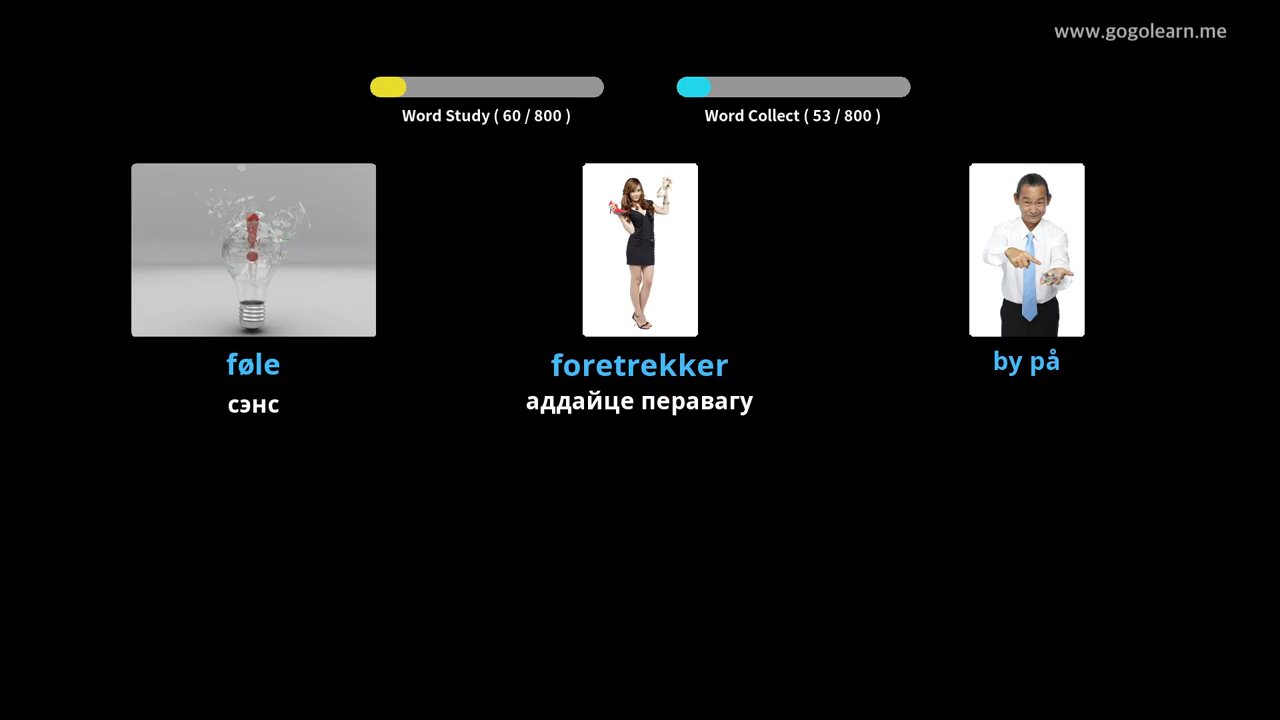 www.gogolearn.me
Word Study ( 60 / 800 )
Word Collect ( 53 / 800 )
føle
foretrekker
by på
сэнс
аддайце перавагу